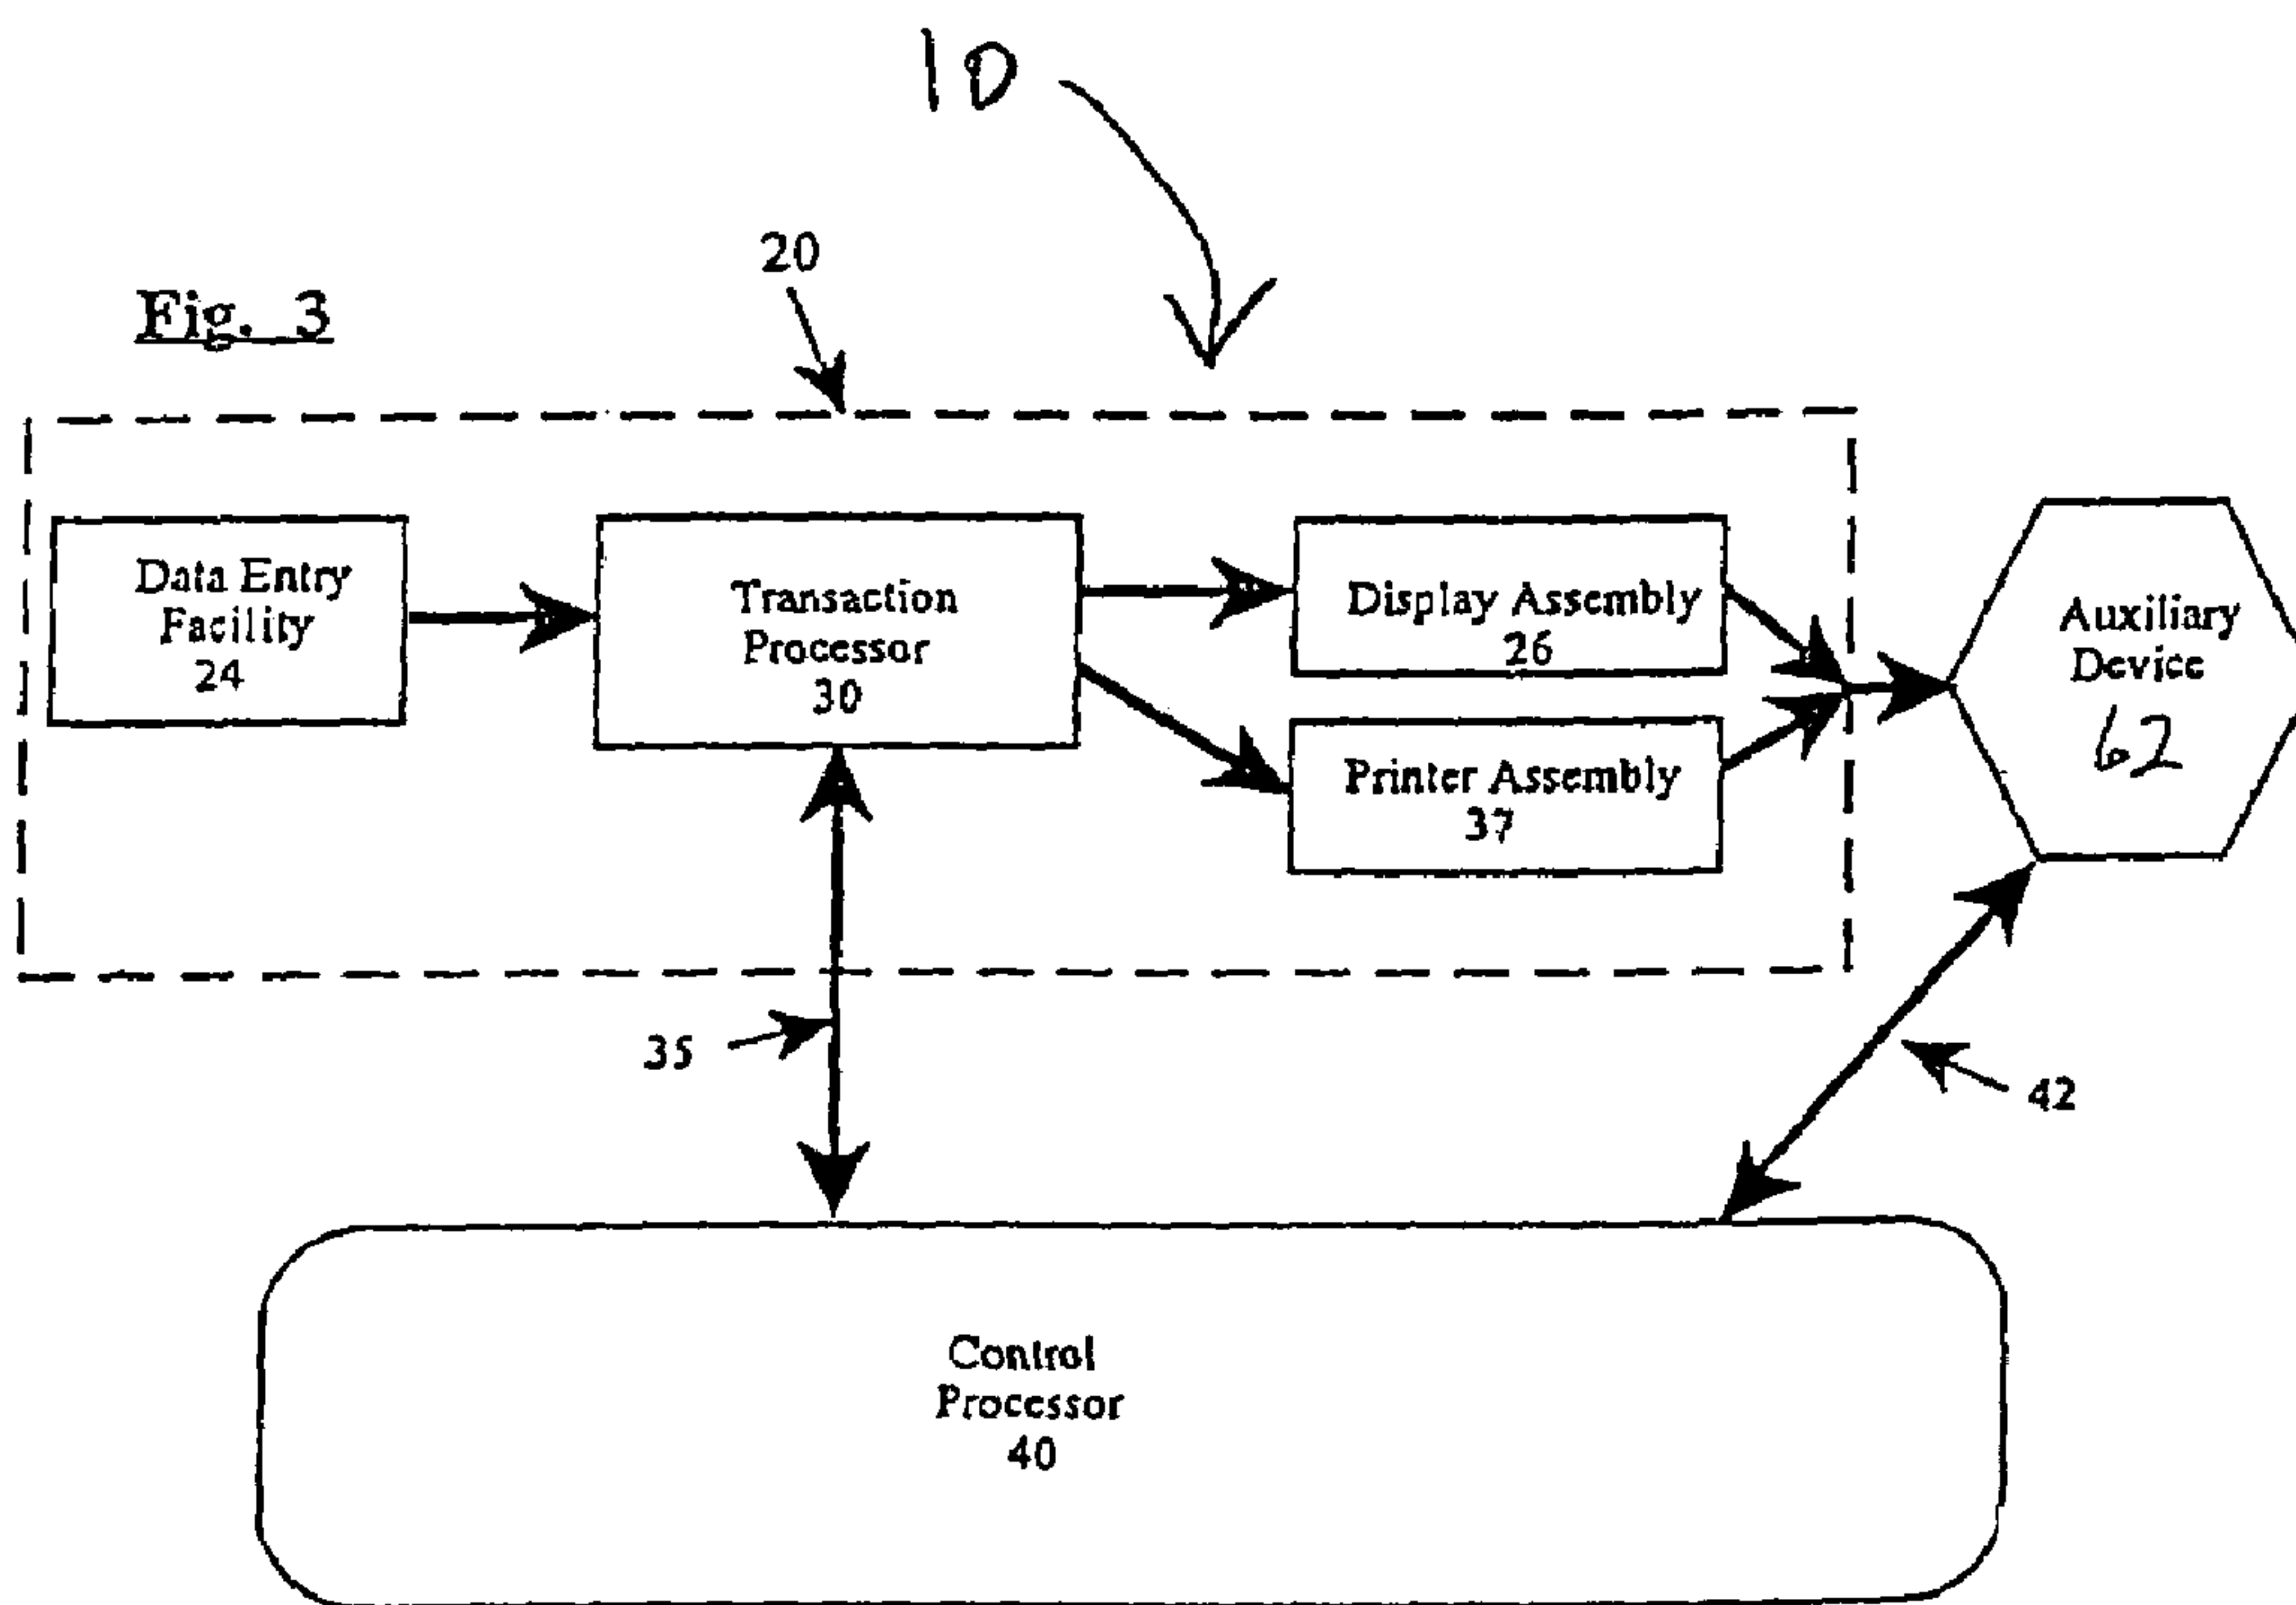 10
20
Fig. 3
Data Entry
Facility
24
Transaction
Processor
30
Display Assembly
26
Printer Assembly
37
Auxiliary
Device
62
35
42
Control
Processor
40